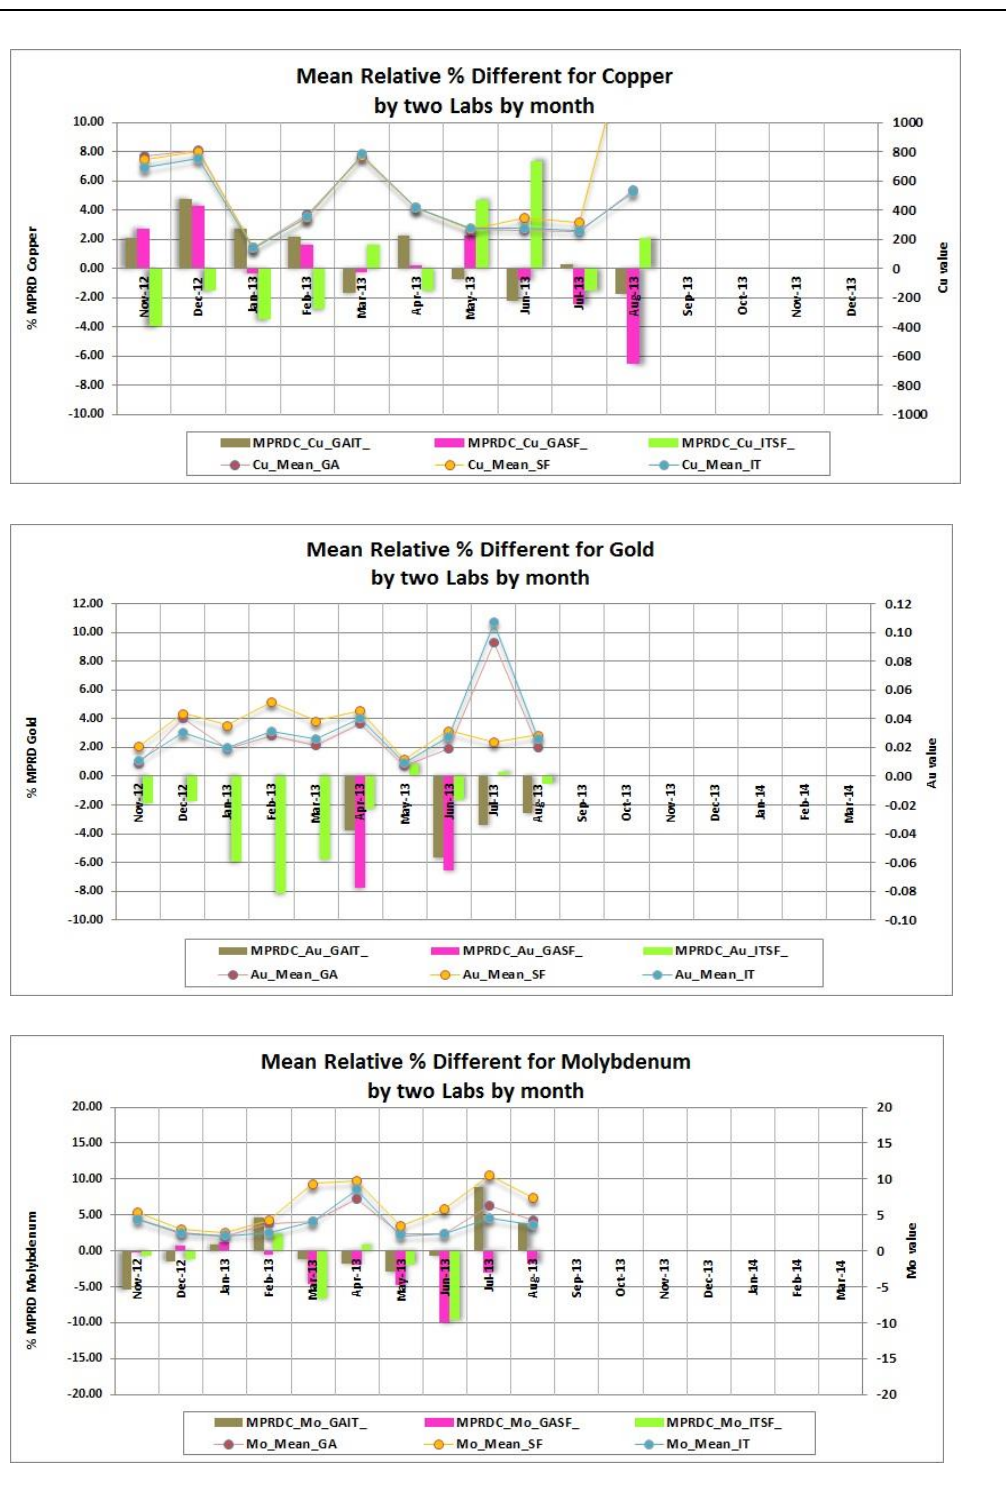 Mean Relative % Different for Copper
by two Labs by month
10.00
8.00
6.00
4.00
2.00
0.00
-2.00
-4.00
-6.00
-8.00
-10.00
% MPRD Copper
1000
800
600
400
200
0
-200
-400
-600
-800
-1000
Cu value
Nov-12
Dec-12
Jan-13
Feb-13
Mar-13
Apr-13
May-13
Jun-13
Jul-13
Aug-13
Sep-13
Oct-13
Nov-13
Dec-13
MPRDC_Cu_GAIT_ MPRDC_Cu_GASF_ MPRDC_Cu_ITSF_
Cu_Mean_GA Cu_Mean_SF Cu_Mean_IT
Mean Relative % Different for Gold
by two Labs by month
12.00
10.00
8.00
6.00
4.00
2.00
0.00
-2.00
-4.00
-6.00
-8.00
-10.00
% MPRD Gold
0.12
0.10
0.08
0.06
0.04
0.02
0.00
-0.02
-0.04
-0.06
-0.08
-0.10
Au value
Nov-12
Dec-12
Jan-13
Feb-13
Mar-13
Apr-13
May-13
Jun-13
Jul-13
Aug-13
Sep-13
Oct-13
Nov-13
Dec-13
Jan-14
Feb-14
Mar-14
MPRDC_Au_GAIT_ MPRDC_Au_GASF_ MPRDC_Au_ITSF_
Au_Mean_GA Au_Mean_SF Au_Mean_IT
Mean Relative % Different for Molybdenum
by two Labs by month
20.00
15.00
10.00
5.00
0.00
-5.00
-10.00
-15.00
-20.00
% MPRD Molybdenum
20
15
10
5
0
-5
-10
-15
-20
Mo value
Nov-12
Dec-12
Jan-13
Feb-13
Mar-13
Apr-13
May-13
Jun-13
Jul-13
Aug-13
Sep-13
Oct-13
Nov-13
Dec-13
Jan-14
Feb-14
Mar-14
MPRDC_Mo_GAIT_ MPRDC_Mo_GASF_ MPRDC_Mo_ITSF_
Mo_Mean_GA Mo_Mean_SF Mo_Mean_IT